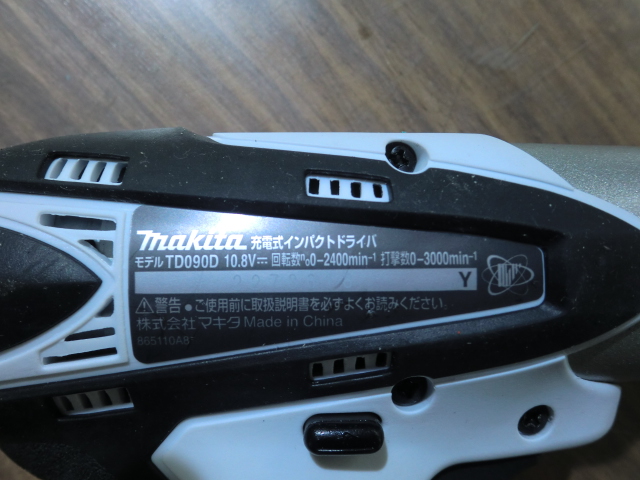 makita 充電式インパクトドライバ
モデル TD090D 10.8V⎓ 回転数n₀0-2400min⁻¹ 打撃数0-3000min⁻¹
Y
⚠警告 ● ご使用前に取扱説明書を必ずよくお読みください。
株式会社 マキタ Made in China
865110A8